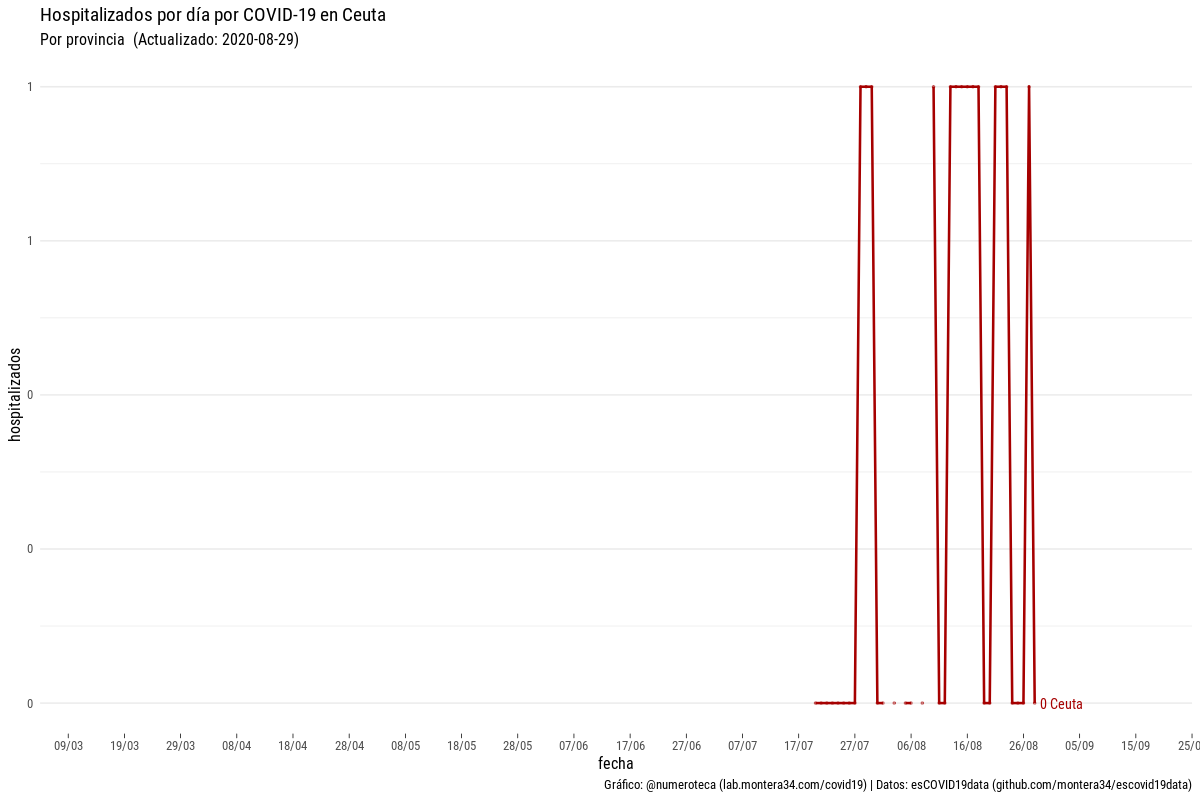 Hospitalizados por día por COVID-19 en Ceuta
Por provincia (Actualizado: 2020-08-29)
1
1
0
0
0
hospitalizados
0 Ceuta
09/03 19/03 29/03 08/04 18/04 28/04 08/05 18/05 28/05 07/06 17/06 27/06 07/07 17/07 27/07 06/08 16/08 26/08 05/09 15/09 25/0
fecha
Gráfico: @numeroteca (lab.montera34.com/covid19) | Datos: esCOVID19data (github.com/montera34/escovid19data)